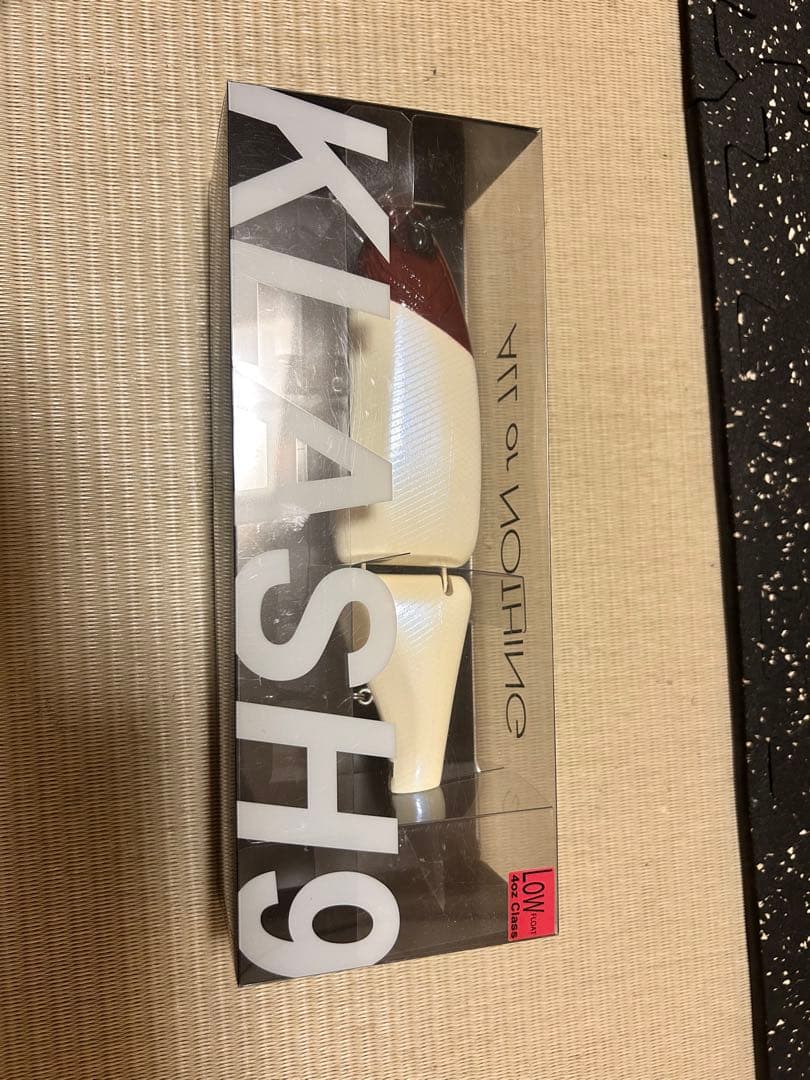 KLASH9
ALL or NOTHING
LOW FLOAT
4oz Class